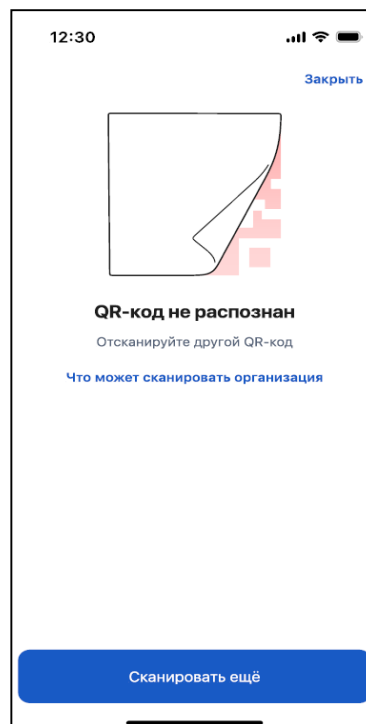 12:30
Закрыть
QR-код не распознан
Отсканируйте другой QR-код
Что может сканировать организация
Сканировать ещё